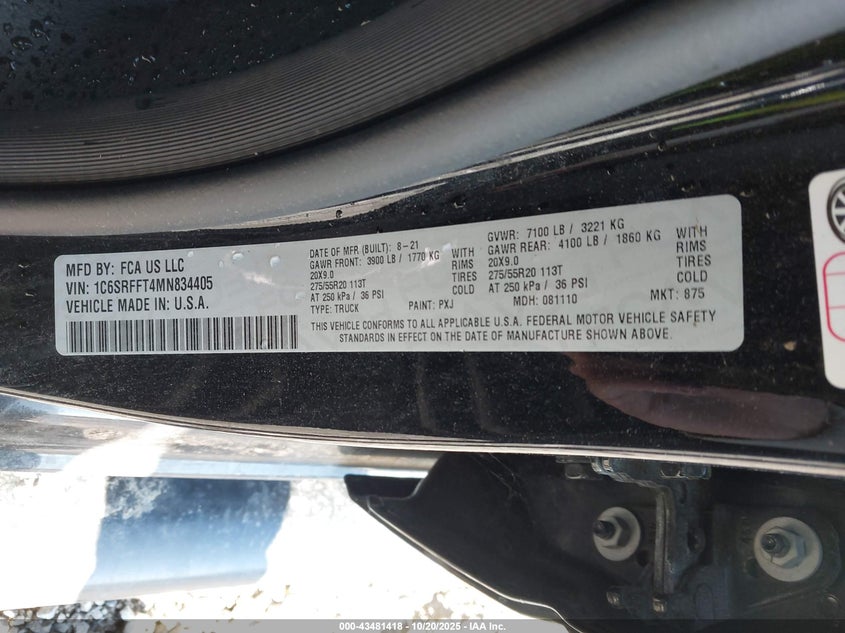 MFD BY: FCA US LLC
VIN: 1C6SRFFT4MN834405
VEHICLE MADE IN: U.S.A.
DATE OF MFR (BUILT): 8-21
GAWR FRONT: 3900 LB / 1770 KG WITH
20X9.0 RIMS
275/55R20 113T TIRES
AT 250 kPa / 36 PSI COLD
TYPE: TRUCK PAINT: PXJ
GVWR: 7100 LB / 3221 KG
GAWR REAR: 4100 LB / 1860 KG WITH
20X9.0 RIMS
275/55R20 113T TIRES
AT 250 kPa / 36 PSI COLD
MDH: 081110 MKT: 875
THIS VEHICLE CONFORMS TO ALL APPLICABLE U.S.A. FEDERAL MOTOR VEHICLE SAFETY
STANDARDS IN EFFECT ON THE DATE OF MANUFACTURE SHOWN ABOVE.
000-43481418 - 10/20/2025 - IAA Inc.